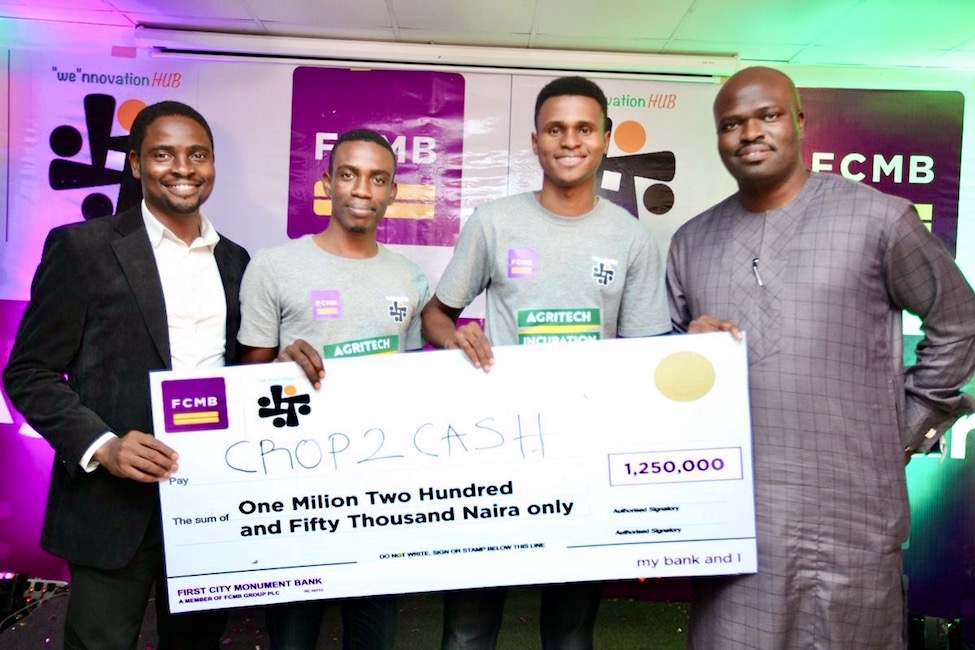 "we"nnovation HUB
FCMB
vation HUB
FCMB
FCMB
AGRITECH
FCMB
AGRITECH
INCUBATION
FCMB
CROP2CASH
Pay
1,250,000
The sum of
One Milion Two Hundred
and Fifty Thousand Naira only
Authorised Signatory
Authorised Signatory
DO NOT WRITE, SIGN OR STAMP BELOW THIS LINE
my bank and I
FIRST CITY MONUMENT BANK
A MEMBER OF FCMB GROUP PLC